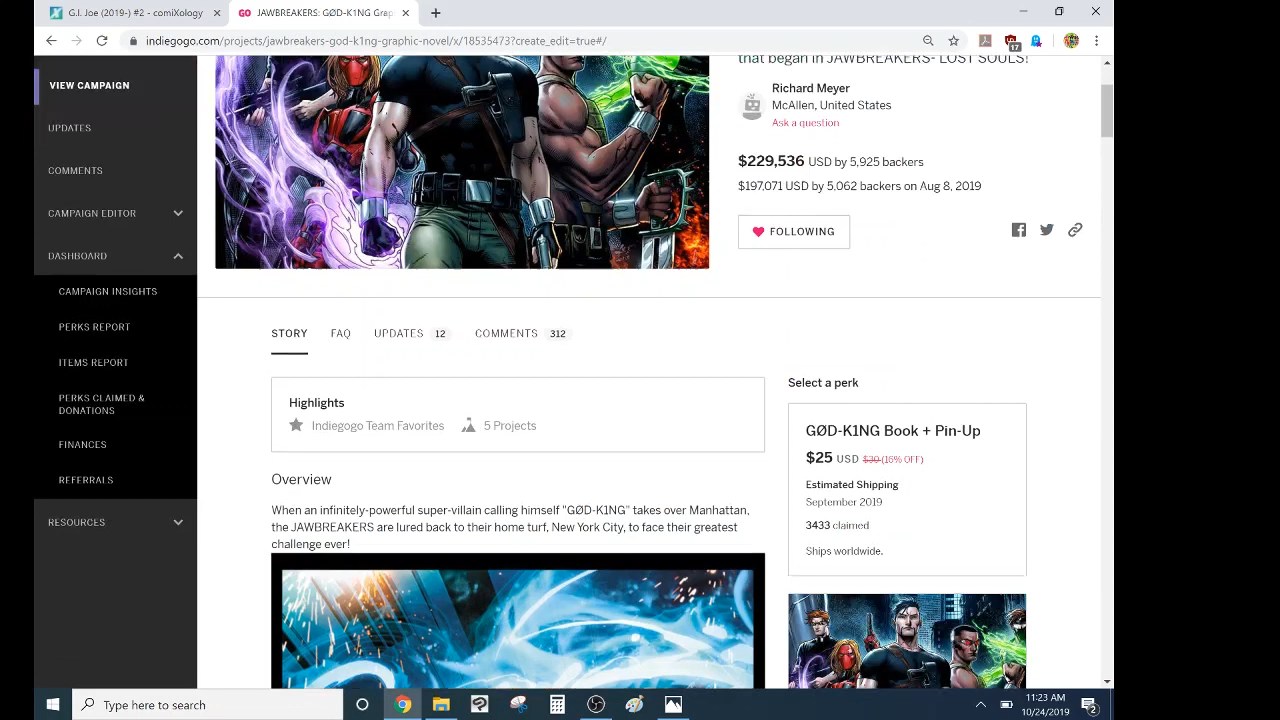 G.I. Joe (2019-) #2 - comiXology
GO JAWBREAKERS: GØD-K1NG Grap
indiegogo.com/projects/jawbreakers-god-k1ng-graphic-novel/x/18535473?create_edit=true#/
17
VIEW CAMPAIGN
UPDATES
COMMENTS
CAMPAIGN EDITOR
DASHBOARD
CAMPAIGN INSIGHTS
PERKS REPORT
ITEMS REPORT
PERKS CLAIMED &
DONATIONS
FINANCES
REFERRALS
RESOURCES
that began in JAWBREAKERS- LOST SOULS!
Richard Meyer
McAllen, United States
Ask a question
$229,536 USD by 5,925 backers
$197,071 USD by 5,062 backers on Aug 8, 2019
FOLLOWING
STORY FAQ UPDATES 12 COMMENTS 312
Highlights
Indiegogo Team Favorites 5 Projects
Overview
When an infinitely-powerful super-villain calling himself "GØD-K1NG" takes over Manhattan,
the JAWBREAKERS are lured back to their home turf, New York City, to face their greatest
challenge ever!
Select a perk
GØD-K1NG Book + Pin-Up
$25 USD $30 (16% OFF)
Estimated Shipping
September 2019
3433 claimed
Ships worldwide.
Type here to search
11:23 AM
10/24/2019
2